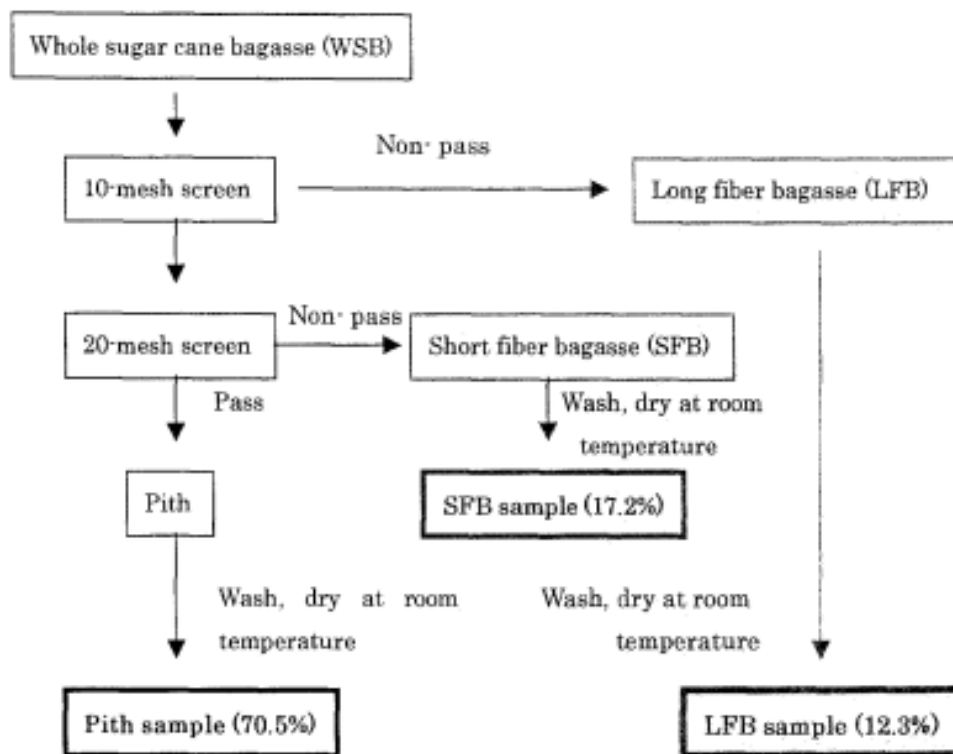 Whole sugar cane bagasse (WSB)
Non- pass
10-mesh screen
Long fiber bagasse (LFB)
Non- pass
20-mesh screen
Short fiber bagasse (SFB)
Pass
Wash, dry at room
temperature
Pith
SFB sample (17.2%)
Wash, dry at room
temperature
Wash, dry at room
temperature
Pith sample (70.5%)
LFB sample (12.3%)